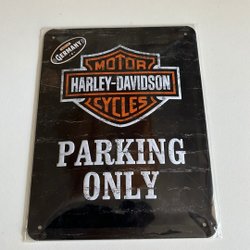 GERMANY
MOTOR
HARLEY-DAVIDSON
CYCLES
PARKING
ONLY